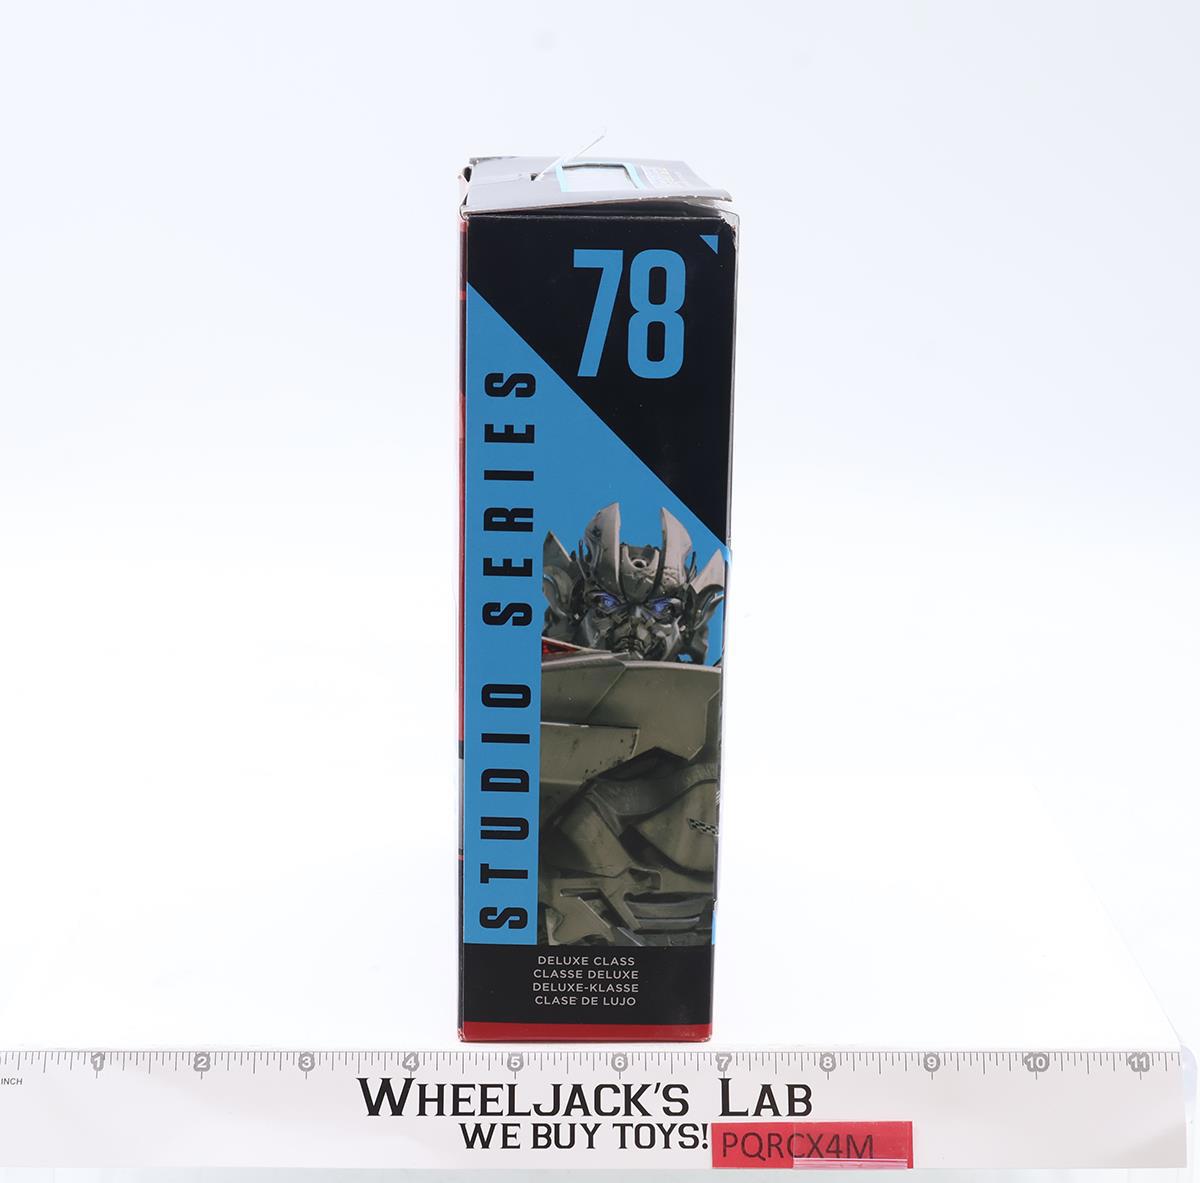 78
STUDIO SERIES
DELUXE CLASS
CLASSE DELUXE
DELUXE-KLASSE
CLASE DE LUJO
1 2 3 4 5 6 7 8 9 10 11
INCH
WHEELJACK'S LAB
WE BUY TOYS!
PQRCX4M